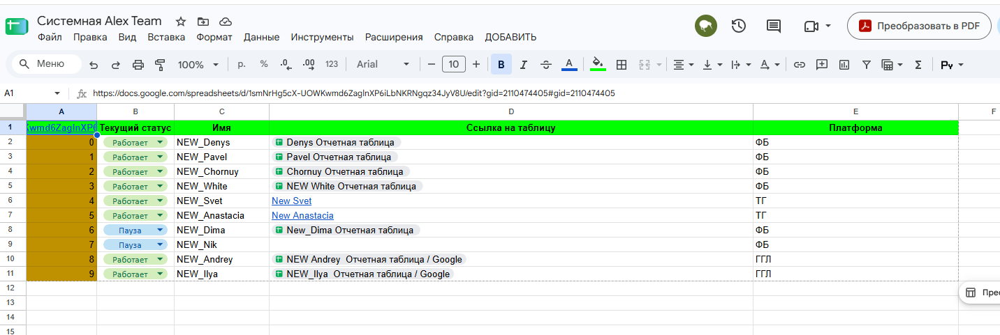 Системная Alex Team
Файл Правка Вид Вставка Формат Данные Инструменты Расширения Справка ДОБАВИТЬ
Преобразовать в PDF
Меню 100% р. % .0 .00 123 Arial 10 B I A A Σ Py
A1 fx https://docs.google.com/spreadsheets/d/1smNrHg5cX-UOWKwmd6ZagInXP6iLbNKRNgqz34JyV8U/edit?gid=2110474405#gid=2110474405
A B C D E F
1 Kwmd6ZagInXP6 Текущий статус Имя Ссылка на таблицу Платформа
2 0 Работает NEW_Denys Denys Отчетная таблица ФБ
3 1 Работает NEW_Pavel Pavel Отчетная таблица ФБ
4 2 Работает NEW_Chornuy Chornuy Отчетная таблица ФБ
5 3 Работает NEW_White NEW White Отчетная таблица ФБ
6 4 Работает NEW_Svet New Svet ТГ
7 5 Работает NEW_Anastacia New Anastacia ТГ
8 6 Пауза NEW_Dima New_Dima Отчетная таблица ФБ
9 7 Пауза NEW_Nik ФБ
10 8 Работает NEW_Andrey NEW Andrey Отчетная таблица / Google ГГЛ
11 9 Работает NEW_Ilya NEW_Ilya Отчетная таблица / Google ГГЛ
12
Прес
13
14
15